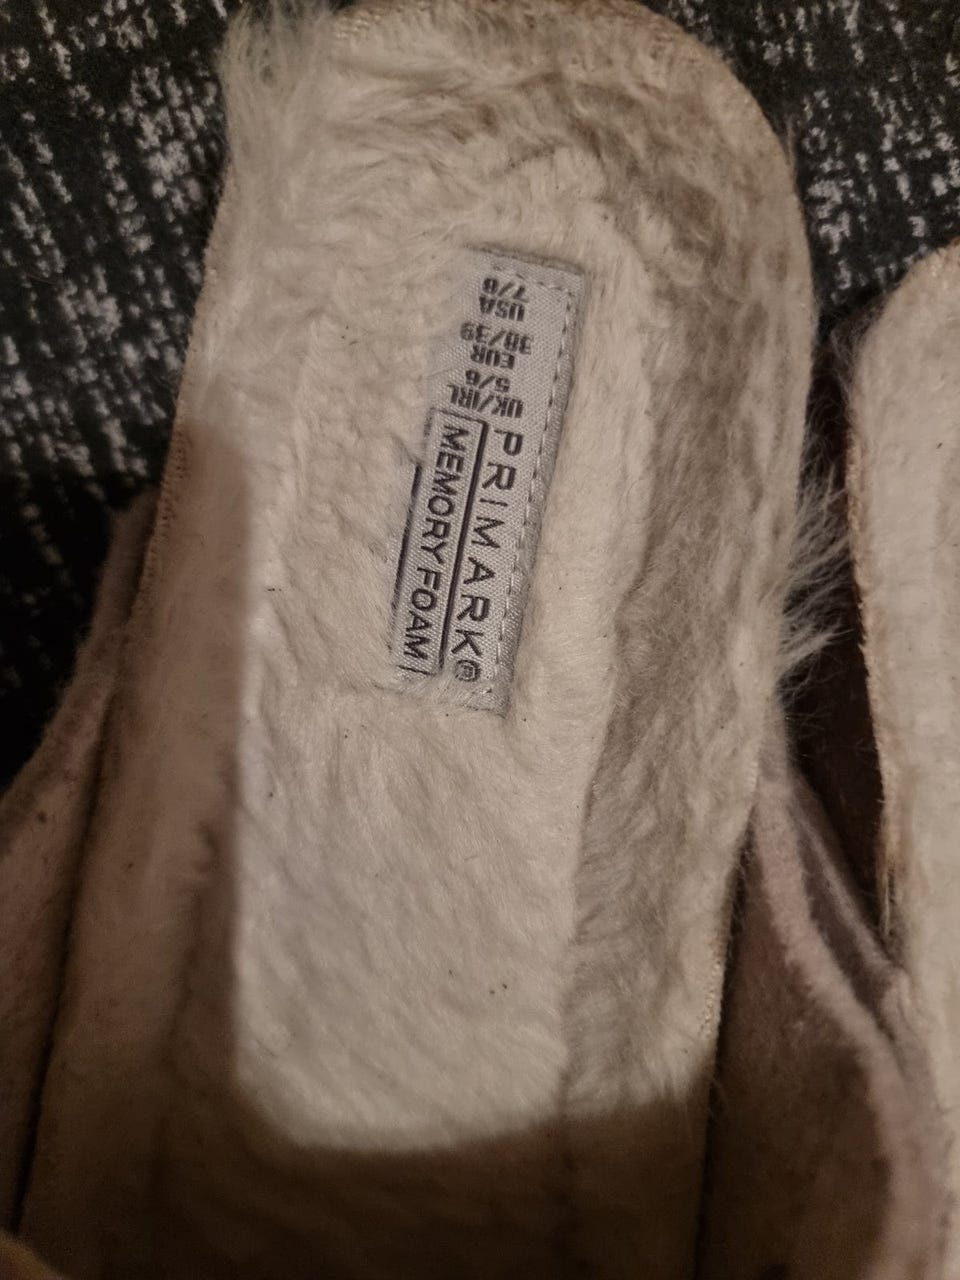 PRIMARK®
MEMORY FOAM
UK/IRL
5/6
EUR
38/39
USA
7/8